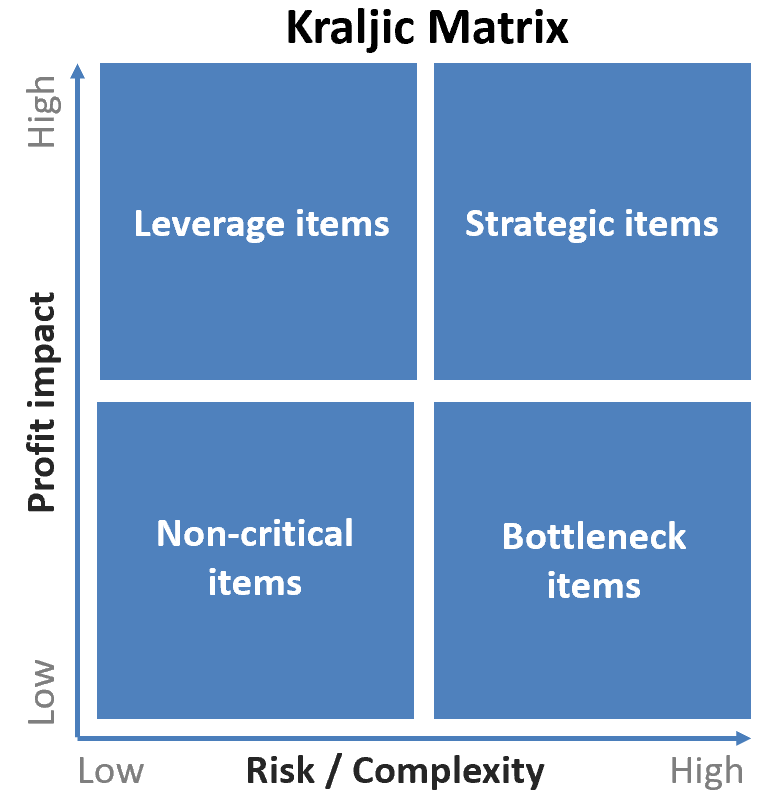 Kraljic Matrix
High
Leverage items
Strategic items
Profit impact
Non-critical
items
Bottleneck
items
Low
Low
Risk / Complexity
High